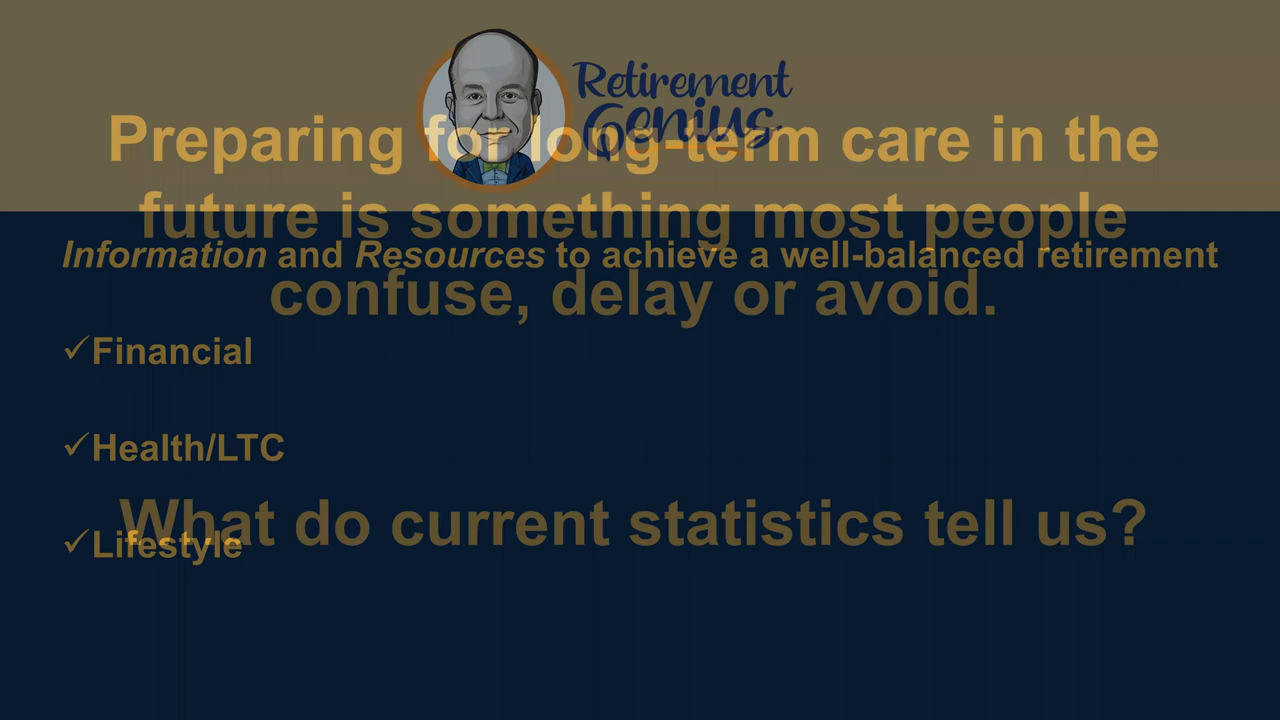 Retirement
Genius
Preparing for long-term care in the
future is something most people
confuse, delay or avoid.
What do current statistics tell us?
Information and Resources to achieve a well-balanced retirement
✓Financial
✓Health/LTC
✓Lifestyle